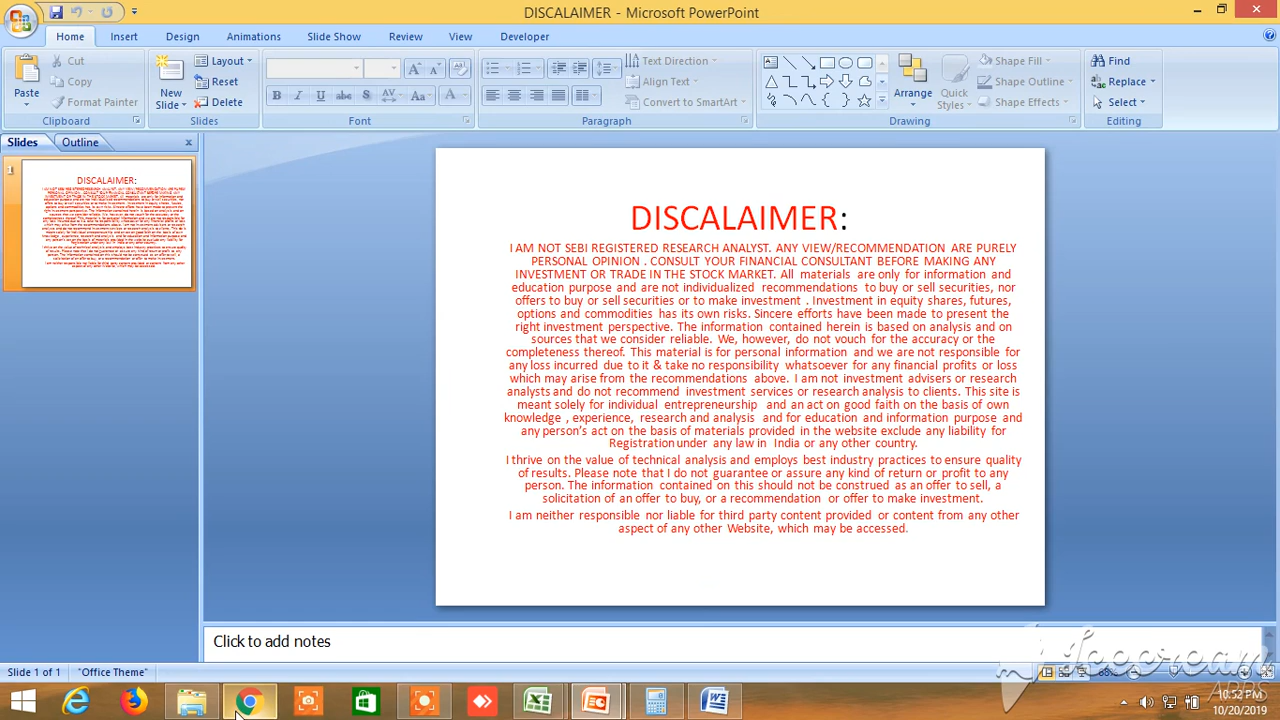 DISCALAIMER - Microsoft PowerPoint
Home Insert Design Animations Slide Show Review View Developer
Cut Layout Text Direction Shape Fill Find
Copy Reset Align Text Shape Outline Replace
Paste Format Painter New Slide Delete Convert to SmartArt Arrange Quick Styles Shape Effects Select
Clipboard Slides Font Paragraph Drawing Editing
Slides Outline
1
DISCALAIMER:
DISCALAIMER:
I AM NOT SEBI REGISTERED RESEARCH ANALYST. ANY VIEW/RECOMMENDATION ARE PURELY
PERSONAL OPINION . CONSULT YOUR FINANCIAL CONSULTANT BEFORE MAKING ANY
INVESTMENT OR TRADE IN THE STOCK MARKET. All materials are only for information and
education purpose and are not individualized recommendations to buy or sell securities, nor
offers to buy or sell securities or to make investment . Investment in equity shares, futures,
options and commodities has its own risks. Sincere efforts have been made to present the
right investment perspective. The information contained herein is based on analysis and on
sources that we consider reliable. We, however, do not vouch for the accuracy or the
completeness thereof. This material is for personal information and we are not responsible for
any loss incurred due to it & take no responsibility whatsoever for any financial profits or loss
which may arise from the recommendations above. I am not investment advisers or research
analysts and do not recommend investment services or research analysis to clients. This site is
meant solely for individual entrepreneurship and an act on good faith on the basis of own
knowledge , experience, research and analysis and for education and information purpose and
any person's act on the basis of materials provided in the website exclude any liability for
Registration under any law in India or any other country.
I thrive on the value of technical analysis and employs best industry practices to ensure quality
of results. Please note that I do not guarantee or assure any kind of return or profit to any
person. The information contained on this should not be construed as an offer to sell, a
solicitation of an offer to buy, or a recommendation or offer to make investment.
I am neither responsible nor liable for third party content provided or content from any other
aspect of any other Website, which may be accessed.
Click to add notes
Slide 1 of 1 "Office Theme"
10:52 PM
10/20/2019